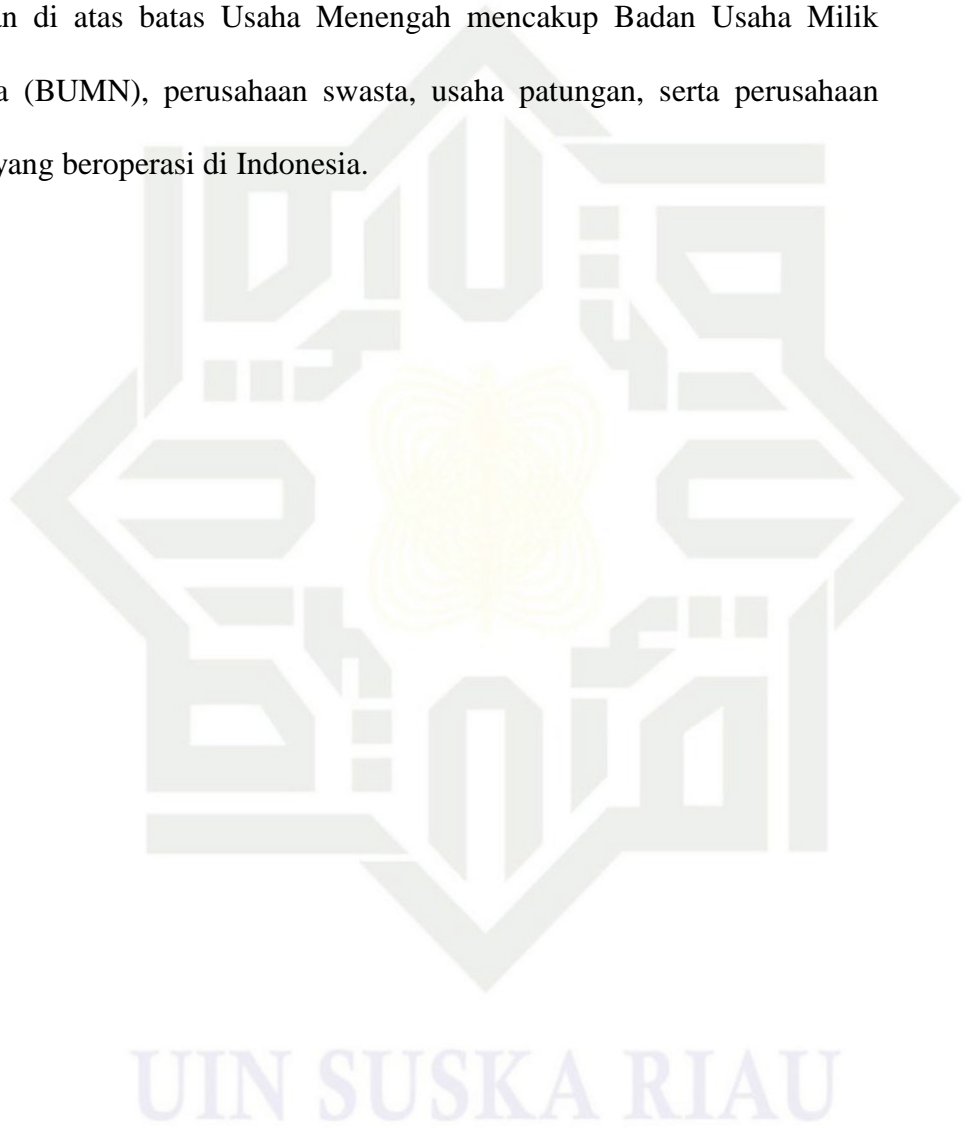 an di atas batas Usaha Menengah mencakup Badan Usaha Milik
a (BUMN), perusahaan swasta, usaha patungan, serta perusahaan
yang beroperasi di Indonesia.
UIN SUSKA RIAU